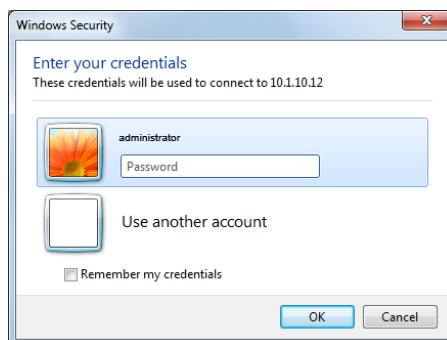 Windows Security
Enter your credentials
These credentials will be used to connect to 10.1.10.12
administrator
Password
Use another account
Remember my credentials
OK
Cancel